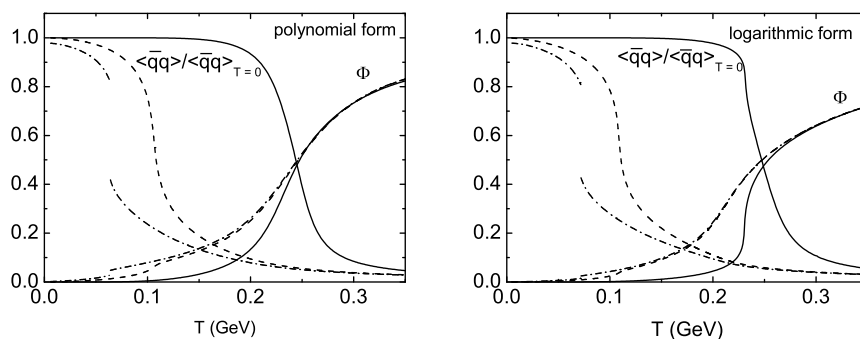 polynomial form
<q̄q>/<q̄q>T = 0
Φ
1.0
0.8
0.6
0.4
0.2
0.0
0.0 0.1 0.2 0.3
T (GeV)
logarithmic form
<q̄q>/<q̄q>T = 0
Φ
1.0
0.8
0.6
0.4
0.2
0.0
0.0 0.1 0.2 0.3
T (GeV)